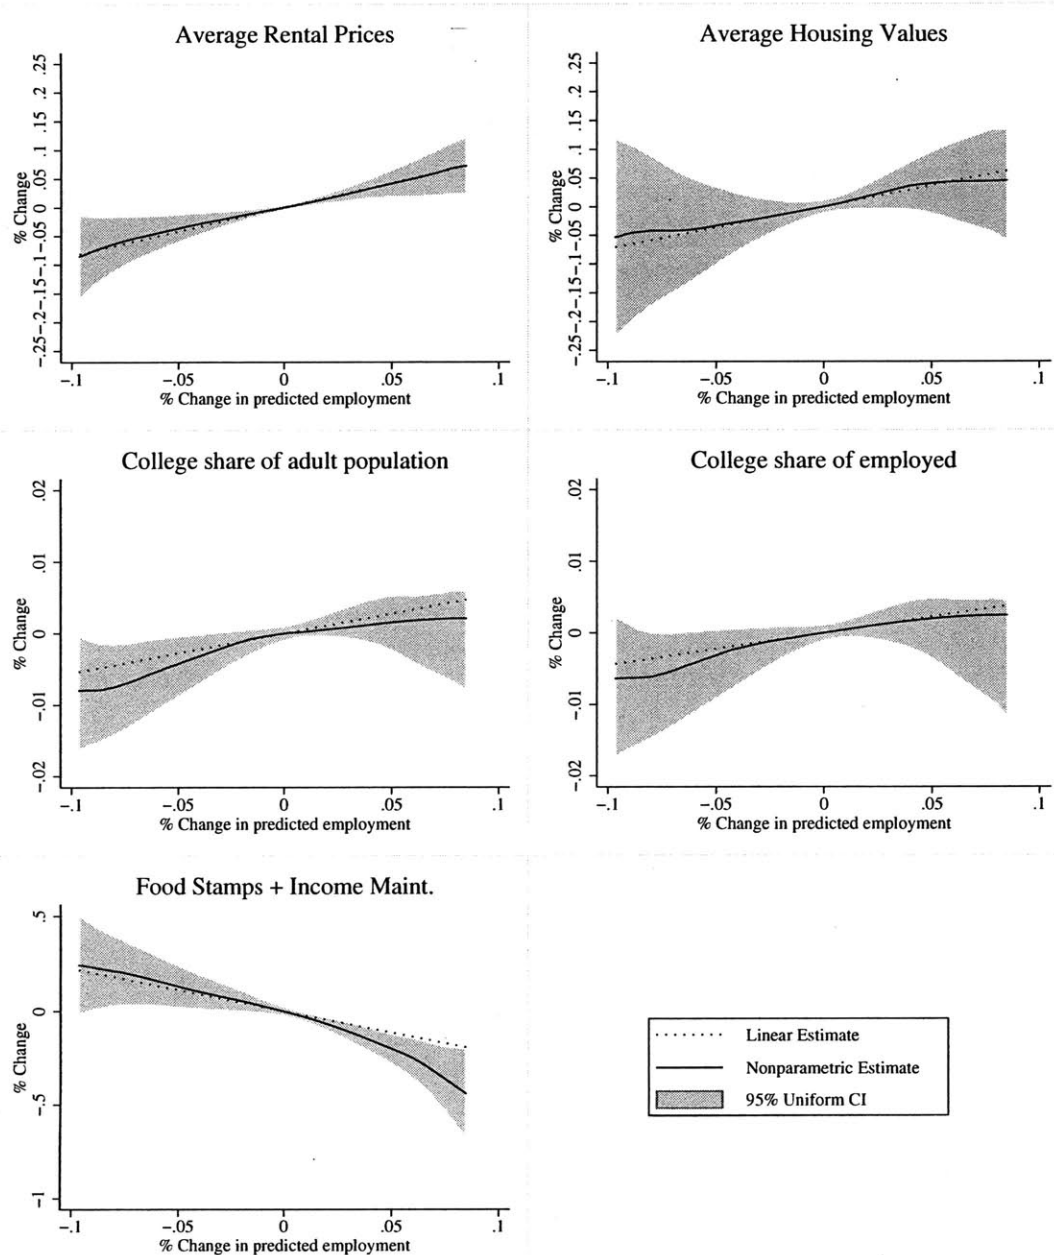 Average Rental Prices
% Change
-.25-.2-.15-.1-.05 0 .05 .1 .15 .2 .25
-.1 -.05 0 .05 .1
% Change in predicted employment
Average Housing Values
% Change
-.25-.2-.15-.1-.05 0 .05 .1 .15 .2 .25
-.1 -.05 0 .05 .1
% Change in predicted employment
College share of adult population
% Change
-.02 -.01 0 .01 .02
-.1 -.05 0 .05 .1
% Change in predicted employment
College share of employed
% Change
-.02 -.01 0 .01 .02
-.1 -.05 0 .05 .1
% Change in predicted employment
Food Stamps + Income Maint.
% Change
-1 -.5 0 .5
-.1 -.05 0 .05 .1
% Change in predicted employment
Linear Estimate
Nonparametric Estimate
95% Uniform CI